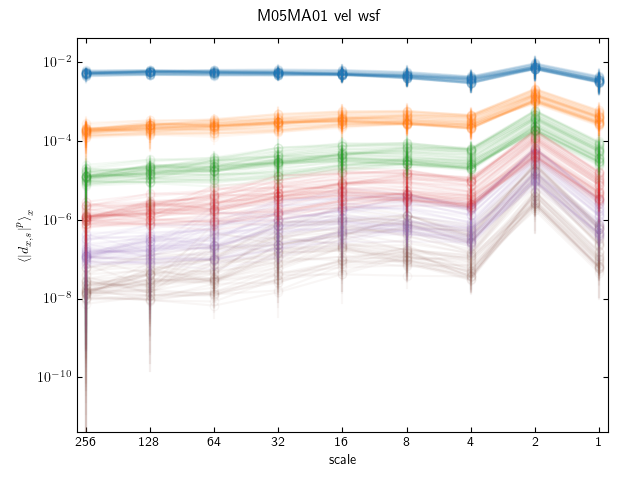 M05MA01 vel wsf
⟨|d_{x,s}|^p⟩_x
10^{-2}
10^{-4}
10^{-6}
10^{-8}
10^{-10}
256 128 64 32 16 8 4 2 1
scale